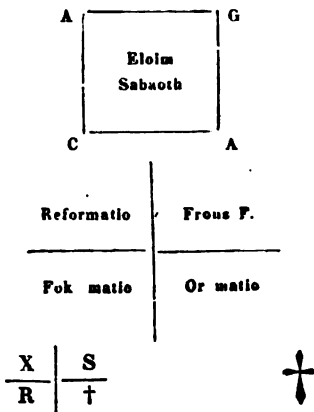 A G
Eloim
Sabaoth
C A
Reformatio Frous F.
Fok matio Or matio
X S
R †